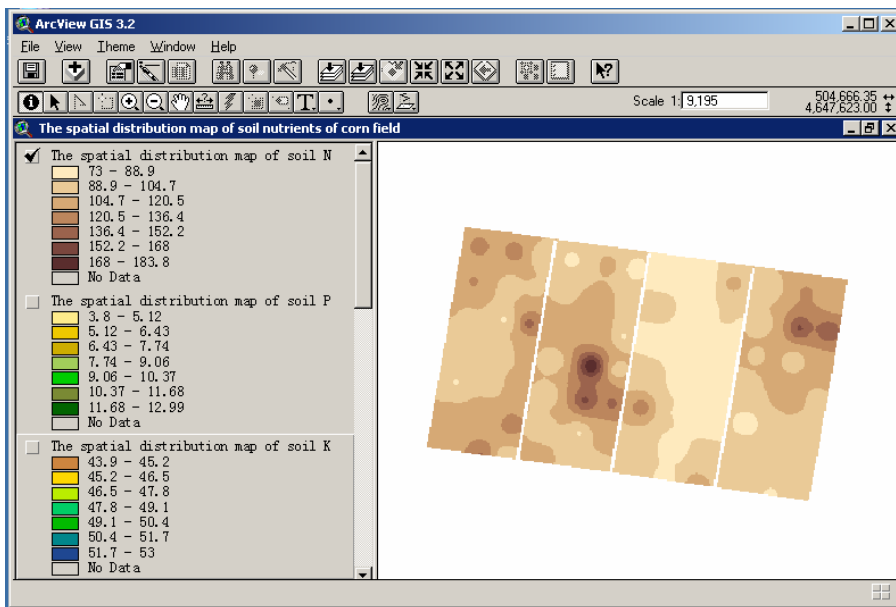 ArcView GIS 3.2
File View Theme Window Help
Scale 1: 9,195
504,666.35
4,647,623.00
The spatial distribution map of soil nutrients of corn field
The spatial distribution map of soil N
73 - 88.9
88.9 - 104.7
104.7 - 120.5
120.5 - 136.4
136.4 - 152.2
152.2 - 168
168 - 183.8
No Data
The spatial distribution map of soil P
3.8 - 5.12
5.12 - 6.43
6.43 - 7.74
7.74 - 9.06
9.06 - 10.37
10.37 - 11.68
11.68 - 12.99
No Data
The spatial distribution map of soil K
43.9 - 45.2
45.2 - 46.5
46.5 - 47.8
47.8 - 49.1
49.1 - 50.4
50.4 - 51.7
51.7 - 53
No Data